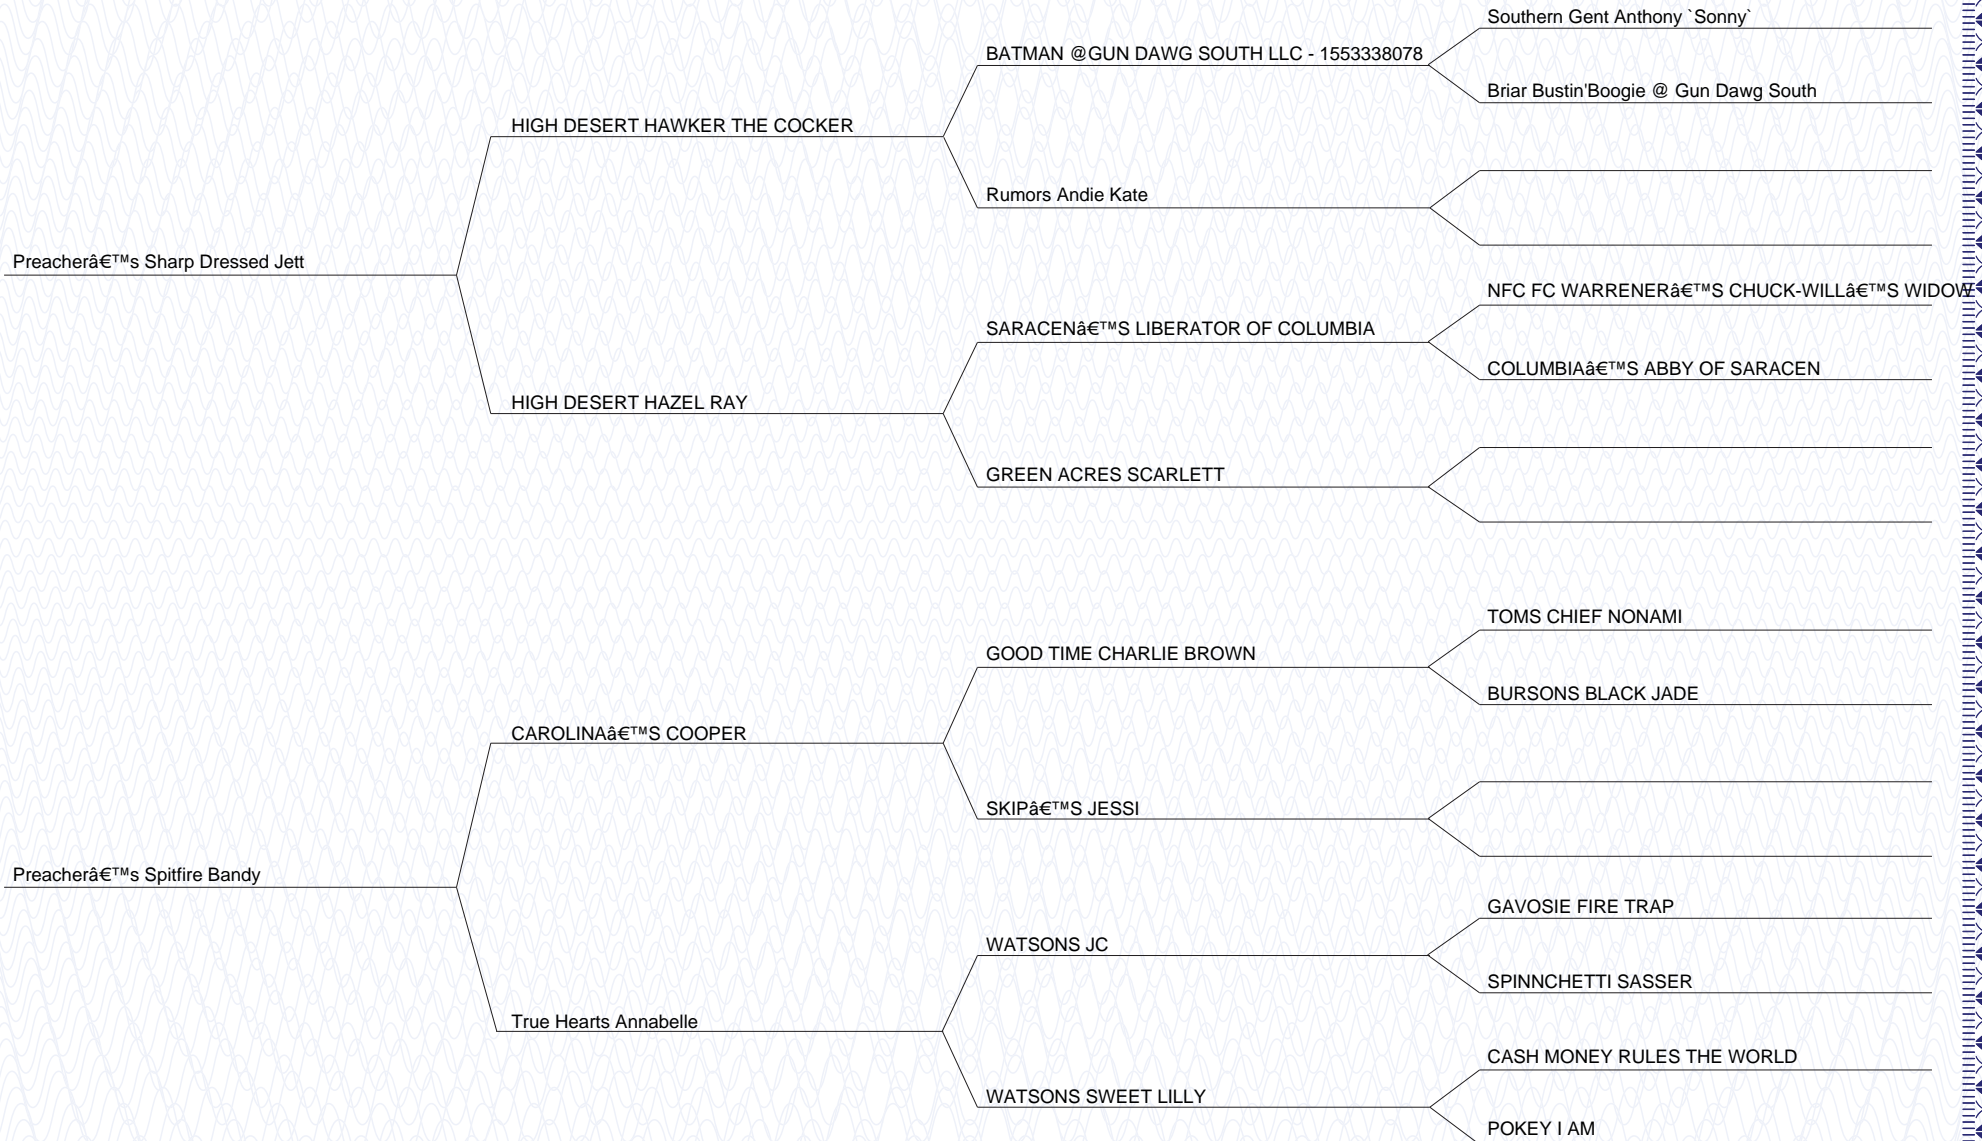 Southern Gent Anthony `Sonny`
BATMAN @GUN DAWG SOUTH LLC - 1553338078
Briar Bustin'Boogie @ Gun Dawg South
HIGH DESERT HAWKER THE COCKER
Rumors Andie Kate
Preacherâ€™s Sharp Dressed Jett
NFC FC WARRENERâ€™S CHUCK-WILLâ€™S WIDOW
SARACENâ€™S LIBERATOR OF COLUMBIA
COLUMBIAâ€™S ABBY OF SARACEN
HIGH DESERT HAZEL RAY
GREEN ACRES SCARLETT
TOMS CHIEF NONAMI
GOOD TIME CHARLIE BROWN
BURSONS BLACK JADE
CAROLINAâ€™S COOPER
SKIPâ€™S JESSI
Preacherâ€™s Spitfire Bandy
GAVOSIE FIRE TRAP
WATSONS JC
SPINNCHETTI SASSER
True Hearts Annabelle
CASH MONEY RULES THE WORLD
WATSONS SWEET LILLY
POKEY I AM